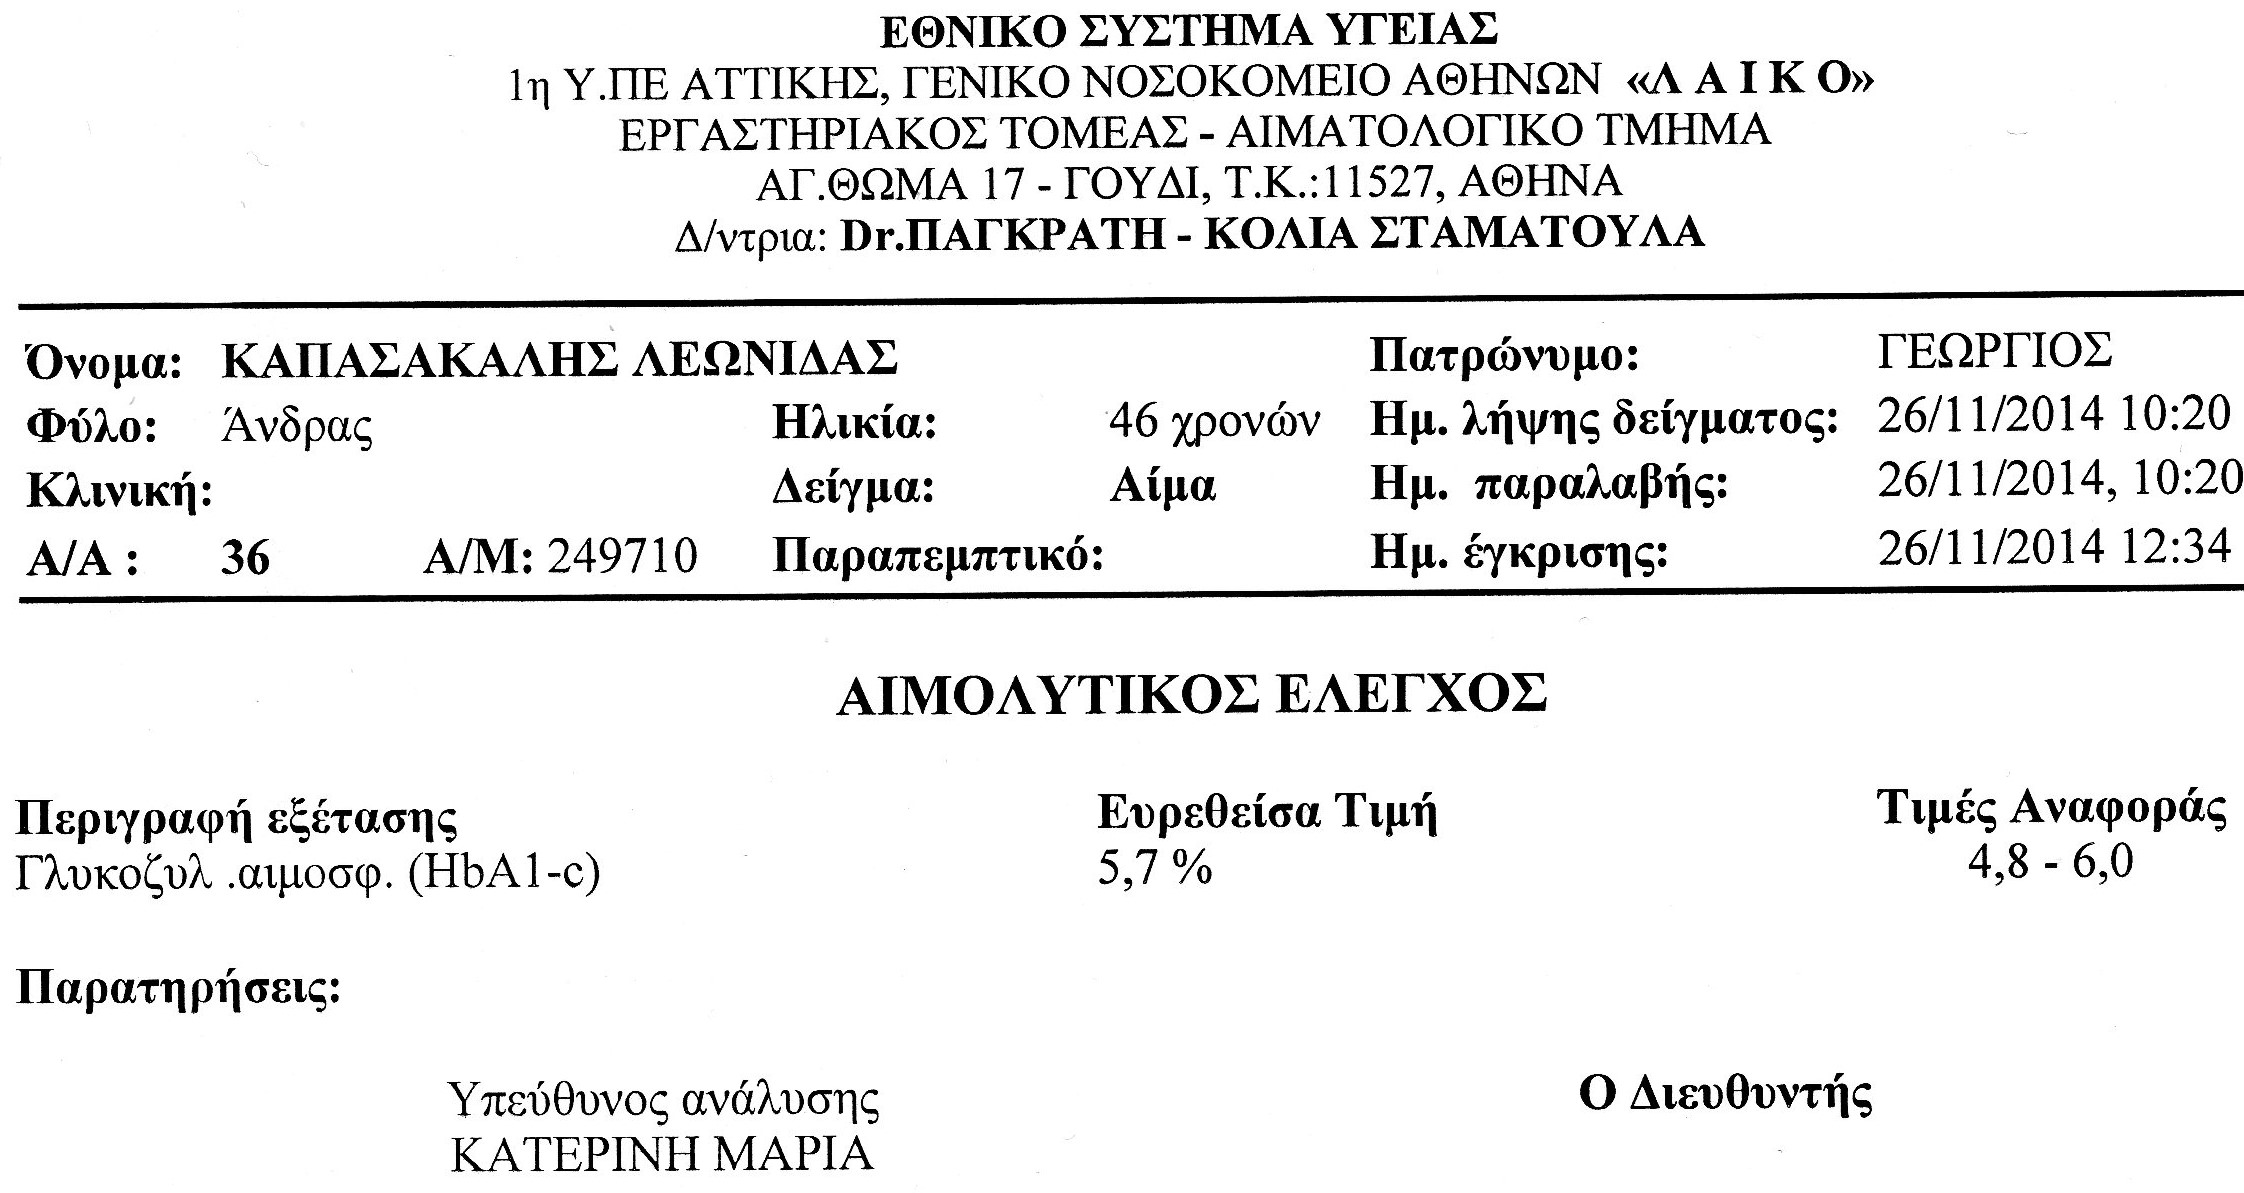 ΕΘΝΙΚΟ ΣΥΣΤΗΜΑ ΥΓΕΙΑΣ
1η Υ.ΠΕ ΑΤΤΙΚΗΣ, ΓΕΝΙΚΟ ΝΟΣΟΚΟΜΕΙΟ ΑΘΗΝΩΝ «Λ Α Ι Κ Ο»
ΕΡΓΑΣΤΗΡΙΑΚΟΣ ΤΟΜΕΑΣ - ΑΙΜΑΤΟΛΟΓΙΚΟ ΤΜΗΜΑ
ΑΓ.ΘΩΜΑ 17 - ΓΟΥΔΙ, Τ.Κ.:11527, ΑΘΗΝΑ
Δ/ντρια: Dr.ΠΑΓΚΡΑΤΗ - ΚΟΛΙΑ ΣΤΑΜΑΤΟΥΛΑ
Όνομα: ΚΑΠΑΣΑΚΑΛΗΣ ΛΕΩΝΙΔΑΣ Πατρώνυμο: ΓΕΩΡΓΙΟΣ
Φύλο: Άνδρας Ηλικία: 46 χρονών Ημ. λήψης δείγματος: 26/11/2014 10:20
Κλινική: Δείγμα: Αίμα Ημ. παραλαβής: 26/11/2014, 10:20
Α/Α : 36 Α/Μ: 249710 Παραπεμπτικό: Ημ. έγκρισης: 26/11/2014 12:34
ΑΙΜΟΛΥΤΙΚΟΣ ΕΛΕΓΧΟΣ
Περιγραφή εξέτασης Ευρεθείσα Τιμή Τιμές Αναφοράς
Γλυκοζυλ .αιμοσφ. (HbA1-c) 5,7 % 4,8 - 6,0
Παρατηρήσεις:
Υπεύθυνος ανάλυσης Ο Διευθυντής
ΚΑΤΕΡΙΝΗ ΜΑΡΙΑ